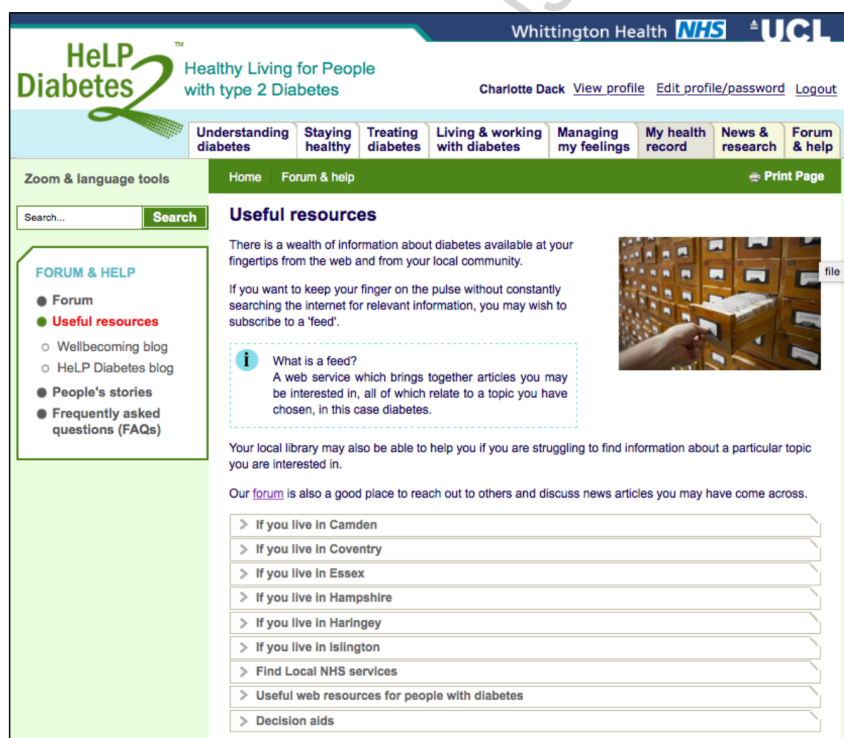 Whittington Health NHS UCL
HeLP
Diabetes 2 ™
Healthy Living for People
with type 2 Diabetes
Charlotte Dack View profile Edit profile/password Logout
Understanding diabetes
Staying healthy
Treating diabetes
Living & working with diabetes
Managing my feelings
My health record
News & research
Forum & help
Zoom & language tools
Home Forum & help Print Page
Search... Search
FORUM & HELP
Forum
Useful resources
Wellbecoming blog
HeLP Diabetes blog
People's stories
Frequently asked
questions (FAQs)
Useful resources
There is a wealth of information about diabetes available at your
fingertips from the web and from your local community.
If you want to keep your finger on the pulse without constantly
searching the internet for relevant information, you may wish to
subscribe to a 'feed'.
file
i What is a feed?
A web service which brings together articles you may
be interested in, all of which relate to a topic you have
chosen, in this case diabetes.
Your local library may also be able to help you if you are struggling to find information about a particular topic
you are interested in.
Our forum is also a good place to reach out to others and discuss news articles you may have come across.
If you live in Camden
If you live in Coventry
If you live in Essex
If you live in Hampshire
If you live in Haringey
If you live in Islington
Find Local NHS services
Useful web resources for people with diabetes
Decision aids